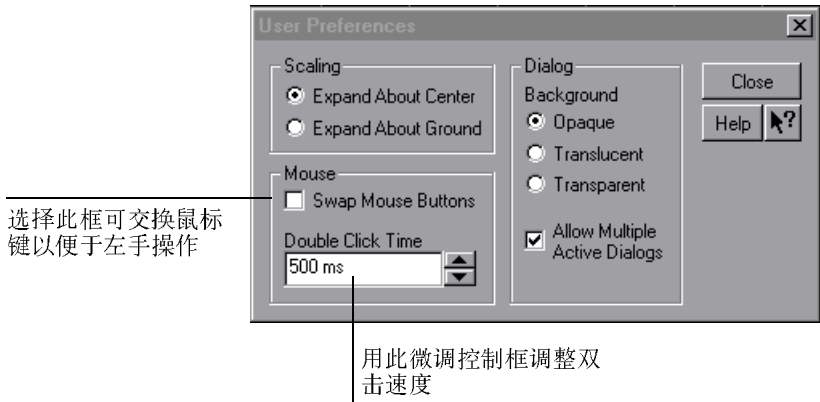 User Preferences
Scaling
Expand About Center
Expand About Ground
Mouse
Swap Mouse Buttons
Double Click Time
500 ms
Dialog
Background
Opaque
Translucent
Transparent
Allow Multiple
Active Dialogs
Close
Help
?
选择此框可交换鼠标
键以便于左手操作
用此微调控制框调整双
击速度